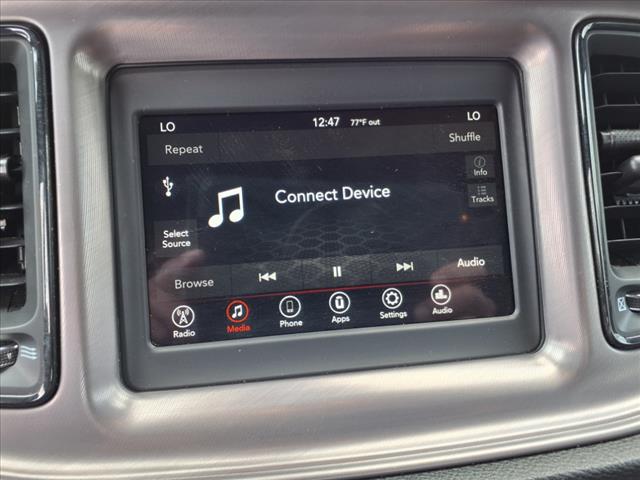 LO 12:47 77°F out LO
Repeat Shuffle
Info
Connect Device
Tracks
Select
Source
Browse Audio
Radio Media Phone Apps Settings Audio